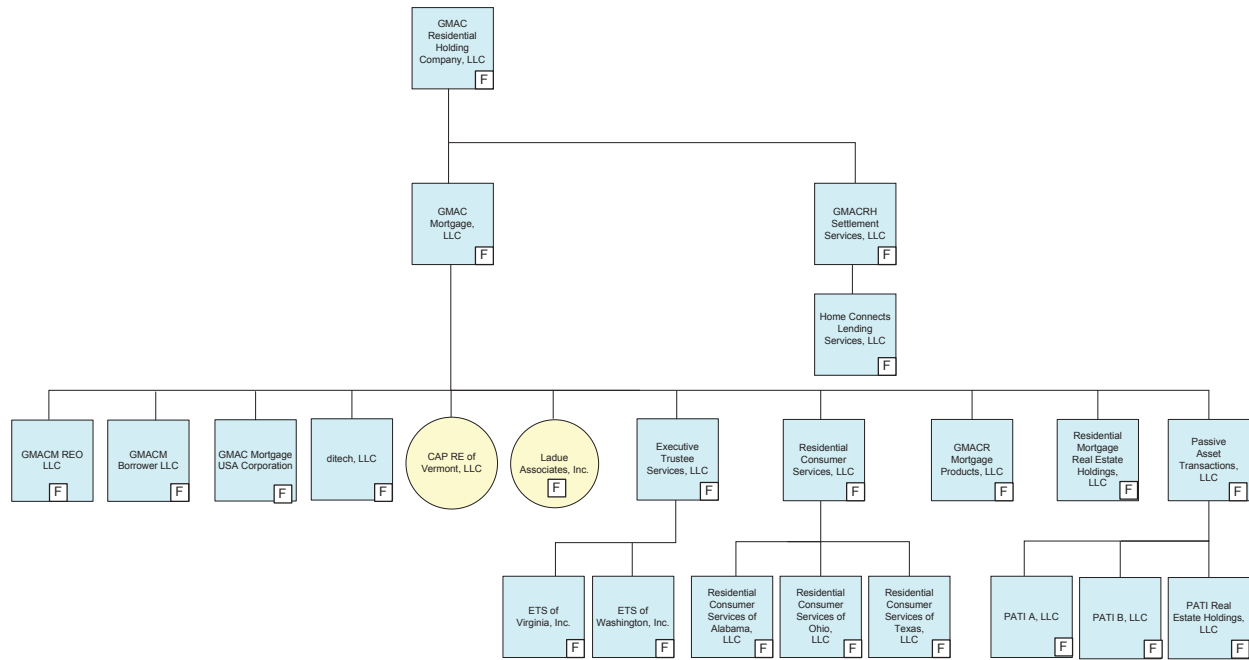 GMAC
Residential
Holding
Company, LLC
F
GMAC
Mortgage,
LLC
F
GMACRH
Settlement
Services, LLC
F
Home Connects
Lending
Services, LLC
F
GMACM REO
LLC
F
GMACM
Borrower LLC
F
GMAC Mortgage
USA Corporation
F
ditech, LLC
F
CAP RE of
Vermont, LLC
Ladue
Associates, Inc.
F
Executive
Trustee
Services, LLC
F
Residential
Consumer
Services, LLC
F
GMACR
Mortgage
Products, LLC
F
Residential
Mortgage
Real Estate
Holdings,
LLC
F
Passive
Asset
Transactions,
LLC
F
ETS of
Virginia, Inc.
F
ETS of
Washington, Inc.
F
Residential
Consumer
Services of
Alabama,
LLC
F
Residential
Consumer
Services of
Ohio,
LLC
F
Residential
Consumer
Services of
Texas,
LLC
F
PATI A, LLC
F
PATI B, LLC
F
PATI Real
Estate Holdings,
LLC
F